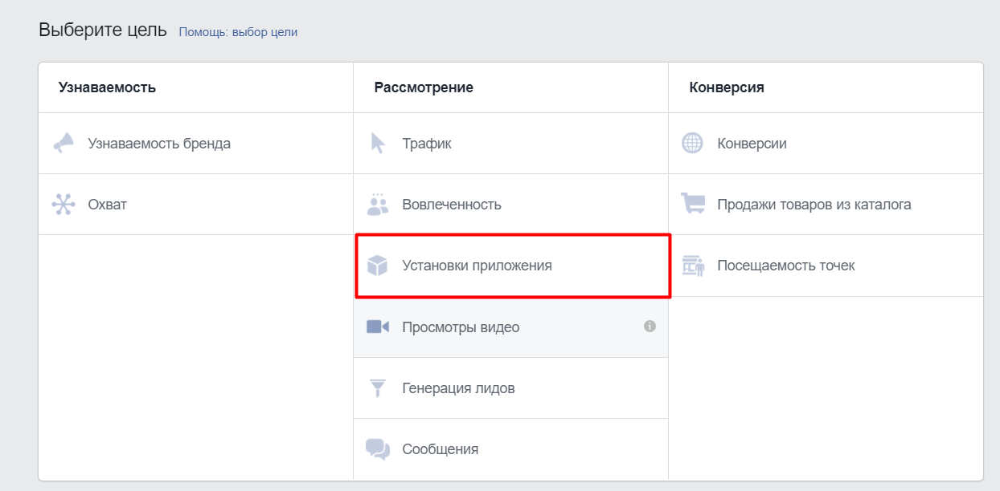 Выберите цель Помощь: выбор цели
Узнаваемость Рассмотрение Конверсия
Узнаваемость бренда Трафик Конверсии
Охват Вовлеченность Продажи товаров из каталога
Установки приложения Посещаемость точек
Просмотры видео
Генерация лидов
Сообщения